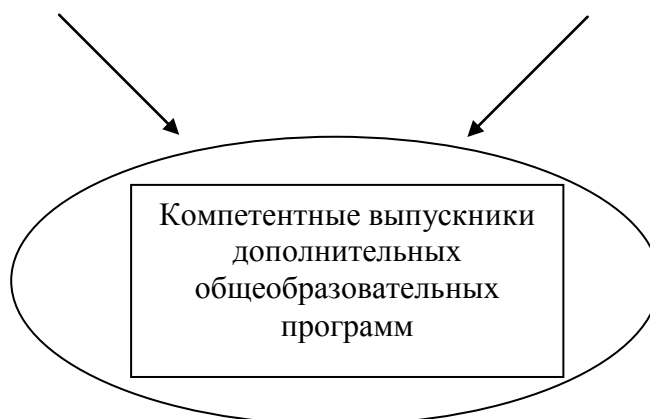 Компетентные выпускники
дополнительных
общеобразовательных
программ